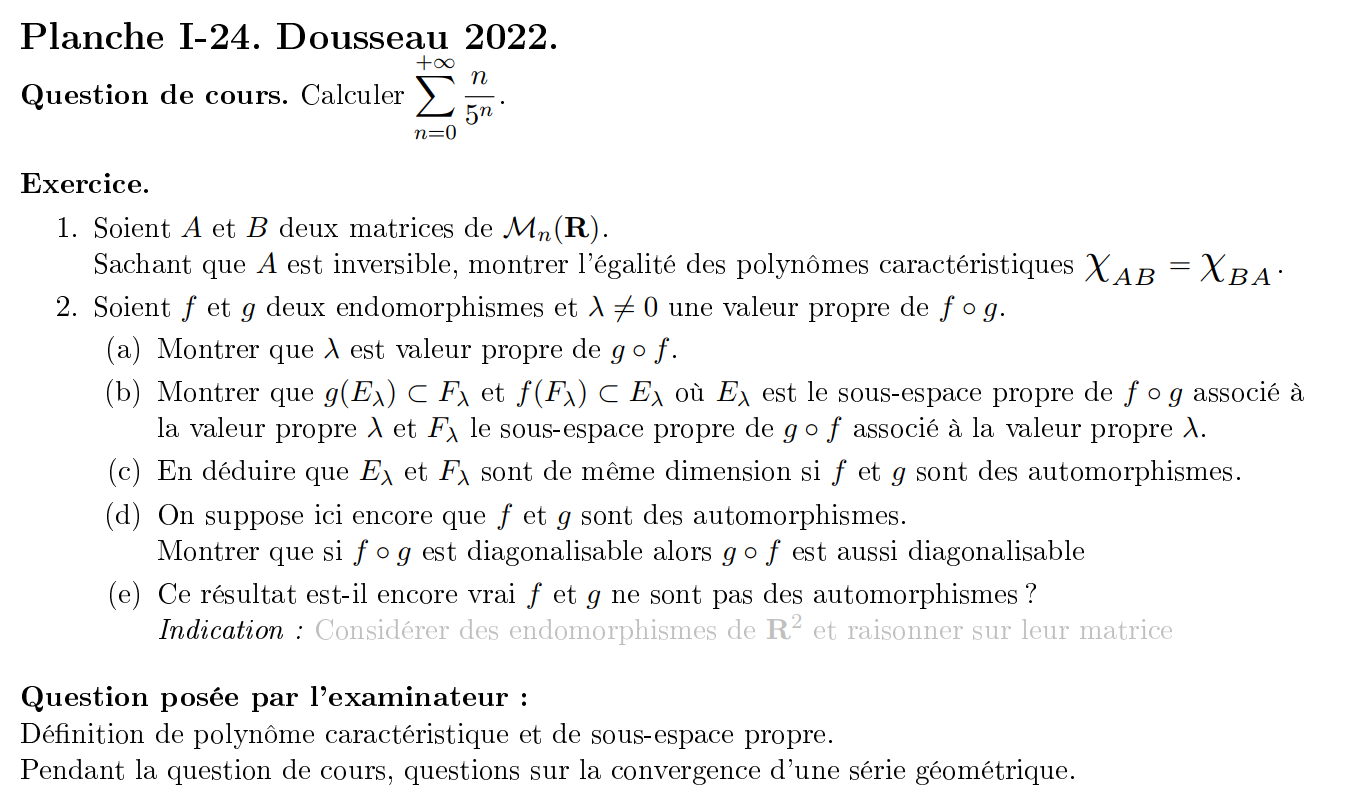 Planche I-24. Dousseau 2022.
Question de cours. Calculer $\sum_{n=0}^{+\infty} \frac{n}{5^n}$.
Exercice.
1. Soient $A$ et $B$ deux matrices de $\mathcal{M}_n(\mathbf{R})$.
Sachant que $A$ est inversible, montrer l'égalité des polynômes caractéristiques $\chi_{AB} = \chi_{BA}$.
2. Soient $f$ et $g$ deux endomorphismes et $\lambda \neq 0$ une valeur propre de $f \circ g$.
(a) Montrer que $\lambda$ est valeur propre de $g \circ f$.
(b) Montrer que $g(E_\lambda) \subset F_\lambda$ et $f(F_\lambda) \subset E_\lambda$ où $E_\lambda$ est le sous-espace propre de $f \circ g$ associé à
la valeur propre $\lambda$ et $F_\lambda$ le sous-espace propre de $g \circ f$ associé à la valeur propre $\lambda$.
(c) En déduire que $E_\lambda$ et $F_\lambda$ sont de même dimension si $f$ et $g$ sont des automorphismes.
(d) On suppose ici encore que $f$ et $g$ sont des automorphismes.
Montrer que si $f \circ g$ est diagonalisable alors $g \circ f$ est aussi diagonalisable
(e) Ce résultat est-il encore vrai $f$ et $g$ ne sont pas des automorphismes ?
Indication : Considérer des endomorphismes de $\mathbf{R}^2$ et raisonner sur leur matrice
Question posée par l'examinateur :
Définition de polynôme caractéristique et de sous-espace propre.
Pendant la question de cours, questions sur la convergence d'une série géométrique.